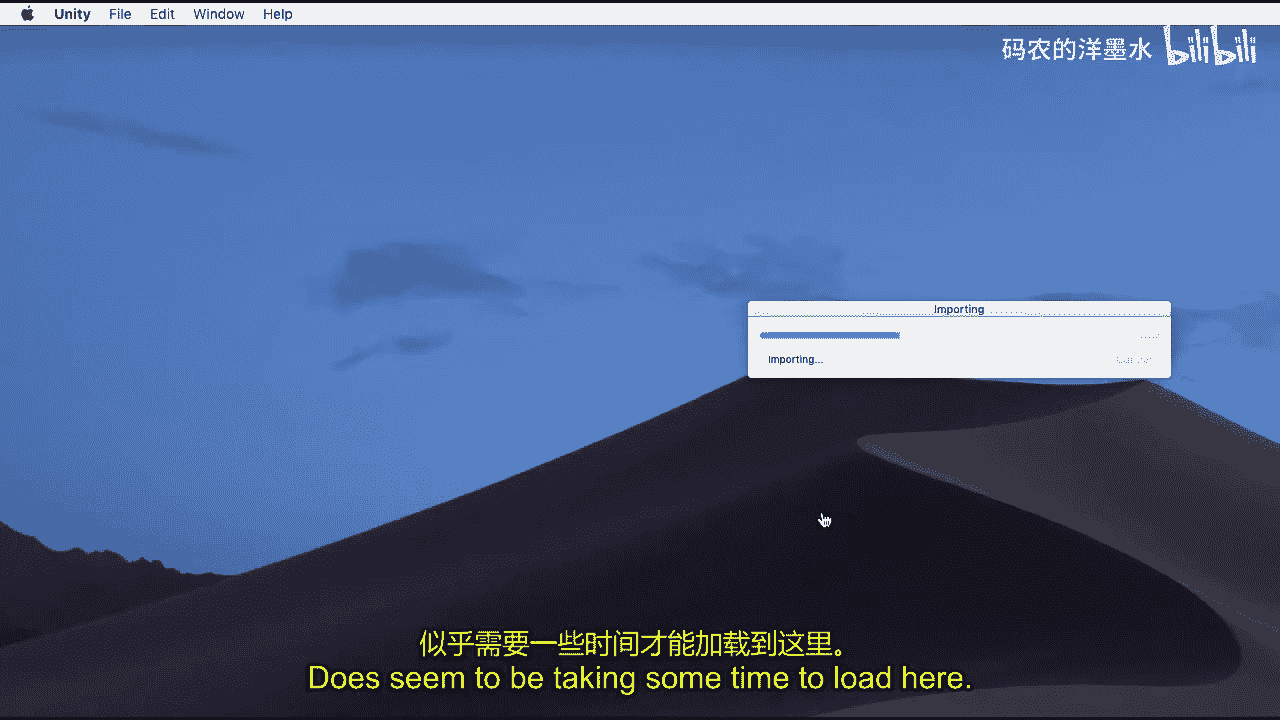 Unity File Edit Window Help
码农的洋墨水 bilibili
Importing
Importing...
似乎需要一些时间才能加载到这里。
Does seem to be taking some time to load here.